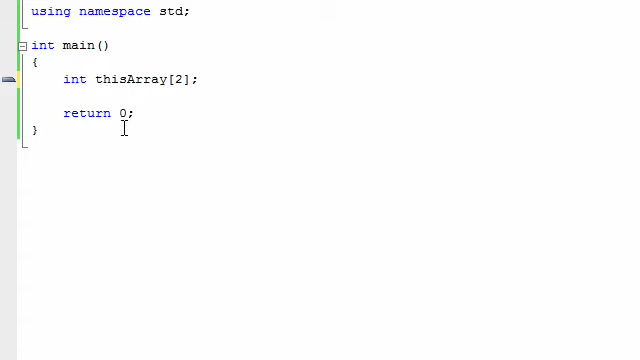 using namespace std;
int main()
{
int thisArray[2];
return 0;
}